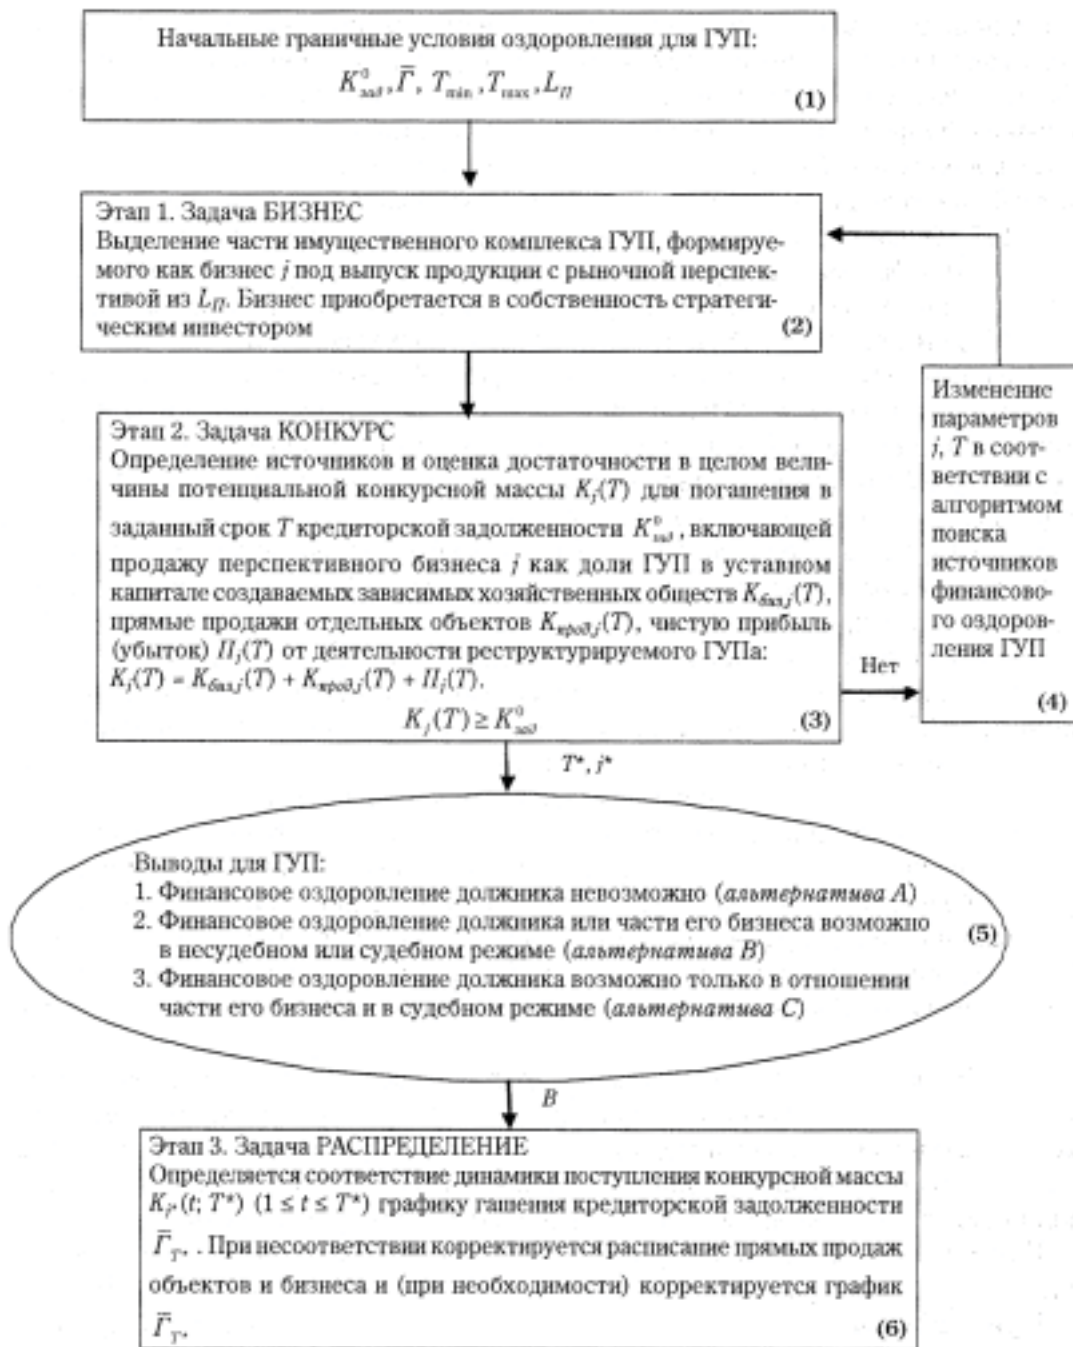 Начальные граничные условия оздоровления для ГУП:
K⁰зад, Γ̅, Tmin, Tmax, LП
(1)
Этап 1. Задача БИЗНЕС
Выделение части имущественного комплекса ГУП, формируе-
мого как бизнес j под выпуск продукции с рыночной перспек-
тивой из LП. Бизнес приобретается в собственность стратеги-
ческим инвестором
(2)
Этап 2. Задача КОНКУРС
Определение источников и оценка достаточности в целом вели-
чины потенциальной конкурсной массы Kj(T) для погашения в
заданный срок T кредиторской задолженности K⁰зад, включающей
продажу перспективного бизнеса j как доли ГУП в уставном
капитале создаваемых зависимых хозяйственных обществ Kбиз,j(T),
прямые продажи отдельных объектов Kпрод,j(T), чистую прибыль
(убыток) Пj(T) от деятельности реструктурируемого ГУПа:
Kj(T) = Kбиз,j(T) + Kпрод,j(T) + Пj(T).
Kj(T) ≥ K⁰зад
(3)
Нет
Изменение
параметров
j, T в соот-
ветствии с
алгоритмом
поиска
источников
финансово-
го оздоров-
ления ГУП
(4)
T*, j*
Выводы для ГУП:
1. Финансовое оздоровление должника невозможно (альтернатива A)
2. Финансовое оздоровление должника или части его бизнеса возможно
в несудебном или судебном режиме (альтернатива B)
3. Финансовое оздоровление должника возможно только в отношении
части его бизнеса и в судебном режиме (альтернатива C)
(5)
B
Этап 3. Задача РАСПРЕДЕЛЕНИЕ
Определяется соответствие динамики поступления конкурсной массы
Kj*(t; T*) (1 ≤ t ≤ T*) графику гашения кредиторской задолженности
Γ̅T* . При несоответствии корректируется расписание прямых продаж
объектов и бизнеса и (при необходимости) корректируется график
Γ̅T*
(6)